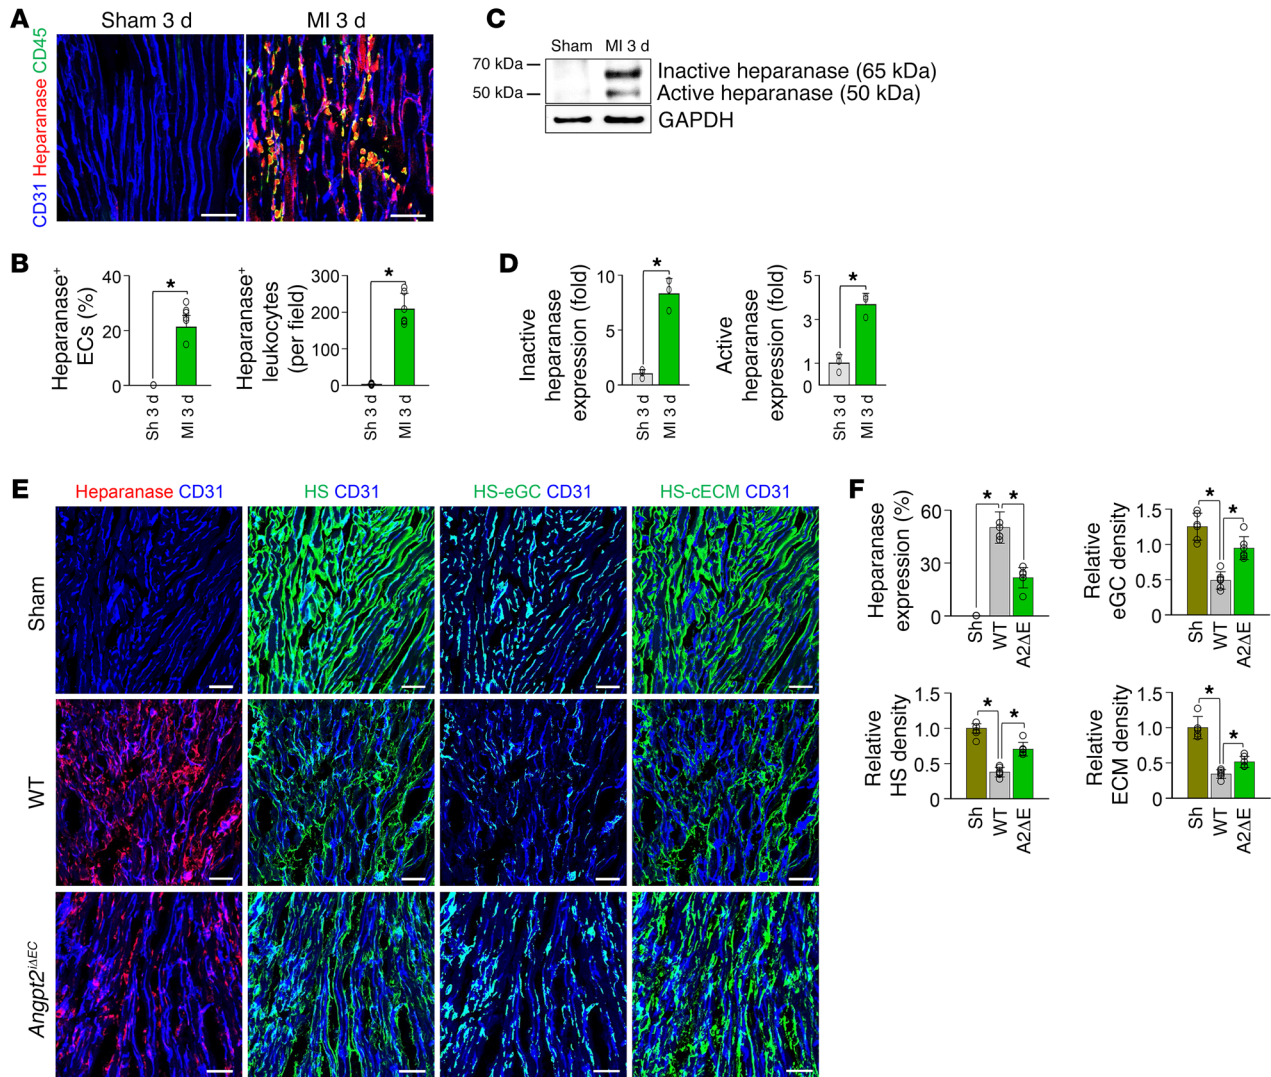 A
Sham 3 d
MI 3 d
CD31 Heparanase CD45
C
Sham
MI 3 d
70 kDa
50 kDa
Inactive heparanase (65 kDa)
Active heparanase (50 kDa)
GAPDH
B
Heparanase+
ECs (%)
40
20
0
*
Sh 3 d
MI 3 d
Heparanase+
leukocytes
(per field)
300
200
100
0
*
Sh 3 d
MI 3 d
D
Inactive
heparanase
expression (fold)
10
5
0
*
Sh 3 d
MI 3 d
Active
heparanase
expression (fold)
5
4
3
1
0
*
Sh 3 d
MI 3 d
E
Heparanase CD31
HS CD31
HS-eGC CD31
HS-cECM CD31
Sham
WT
Angpt2iΔEC
F
Heparanase
expression (%)
60
30
0
* *
Sh
WT
A2ΔE
Relative
eGC density
1.5
1.0
0.5
0
*
*
Sh
WT
A2ΔE
Relative
HS density
1.5
1.0
0.5
0
*
*
Sh
WT
A2ΔE
Relative
ECM density
1.5
1.0
0.5
0
*
*
Sh
WT
A2ΔE